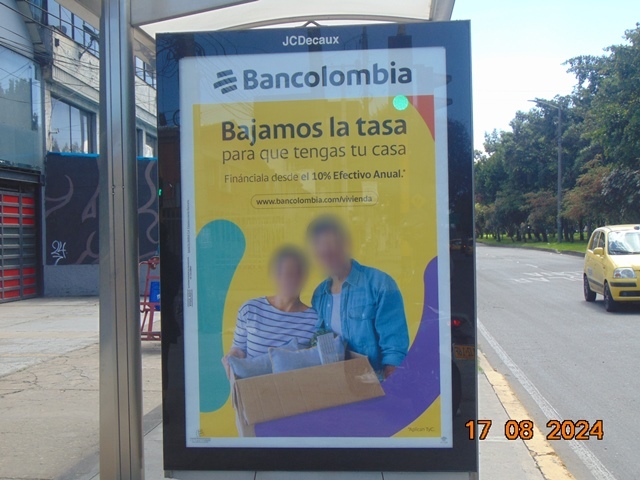 JCDecaux
Bancolombia
Bajamos la tasa
para que tengas tu casa
Fináncialа desde el 10% Efectivo Anual.*
www.bancolombia.com/vivienda
17 08 2024